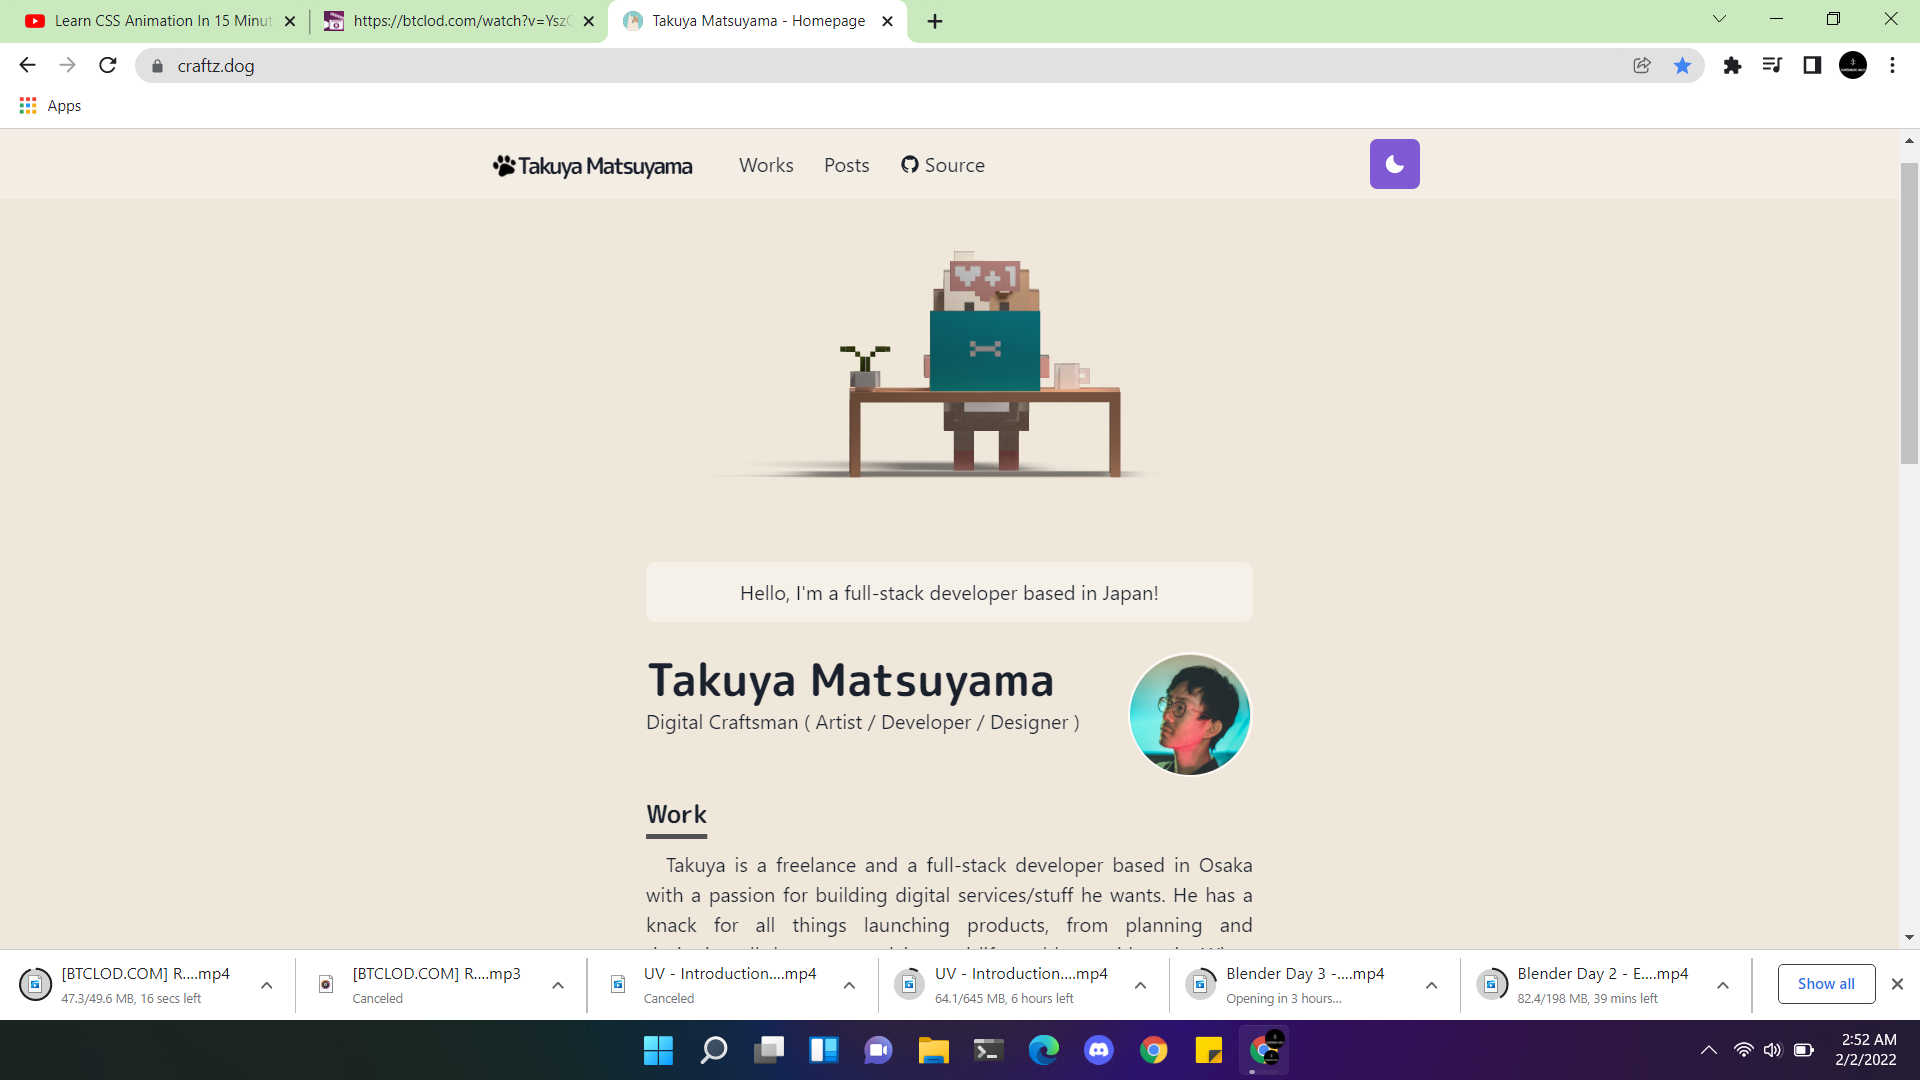 Learn CSS Animation In 15 Minut
https://btclod.com/watch?v=Ysz
Takuya Matsuyama - Homepage
craftz.dog
Apps
Takuya Matsuyama
Works
Posts
Source
+1
Hello, I'm a full-stack developer based in Japan!
Takuya Matsuyama
Digital Craftsman ( Artist / Developer / Designer )
Work
Takuya is a freelance and a full-stack developer based in Osaka
with a passion for building digital services/stuff he wants. He has a
knack for all things launching products, from planning and
[BTCLOD.COM] R....mp4
47.3/49.6 MB, 16 secs left
[BTCLOD.COM] R....mp3
Canceled
UV - Introduction....mp4
Canceled
UV - Introduction....mp4
64.1/645 MB, 6 hours left
Blender Day 3 -....mp4
Opening in 3 hours...
Blender Day 2 - E....mp4
82.4/198 MB, 39 mins left
Show all
2:52 AM
2/2/2022